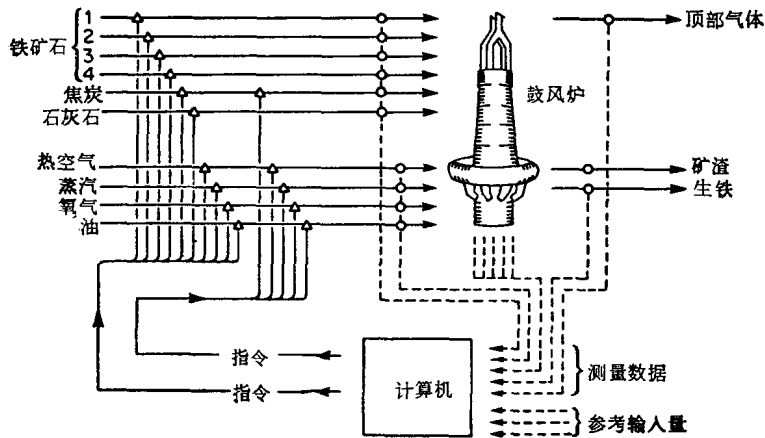 铁矿石
1
2
3
4
焦炭
石灰石
热空气
蒸汽
氧气
油
鼓风炉
顶部气体
矿渣
生铁
指令
指令
计算机
测量数据
参考输入量